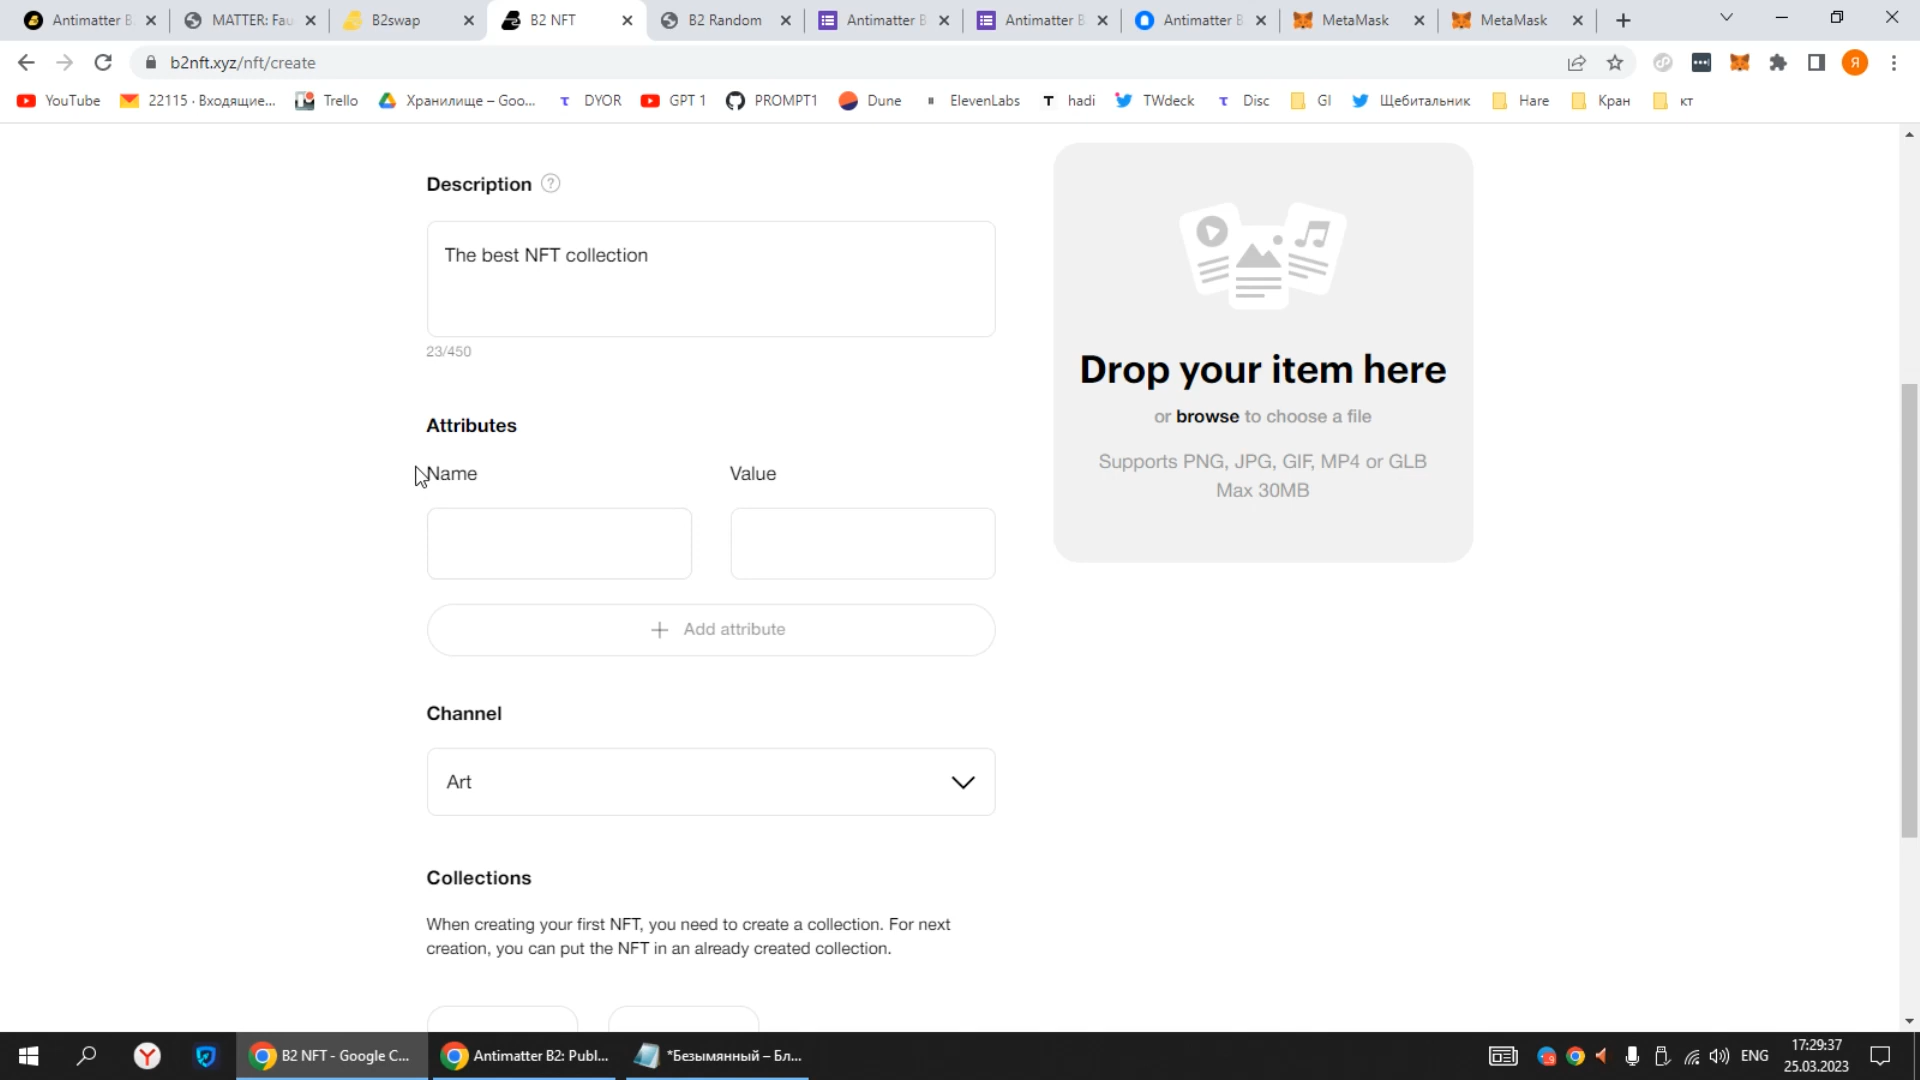 Antimatter B
MATTER: Fau
B2swap
B2 NFT
B2 Random
Antimatter B
Antimatter B
Antimatter B
MetaMask
MetaMask
b2nft.xyz/nft/create
Я
YouTube
22115 · Входящие...
Trello
Хранилище – Goo...
τ DYOR
GPT 1
PROMPT1
Dune
ElevenLabs
T hadi
TWdeck
τ Disc
GI
Щебитальник
Hare
Кран
кт
Description ?
The best NFT collection
23/450
Attributes
Name
Value
+ Add attribute
Channel
Art
Collections
When creating your first NFT, you need to create a collection. For next
creation, you can put the NFT in an already created collection.
Drop your item here
or browse to choose a file
Supports PNG, JPG, GIF, MP4 or GLB
Max 30MB
B2 NFT - Google C...
Antimatter B2: Publ...
*Безымянный – Бл...
ENG
17:29:37
25.03.2023